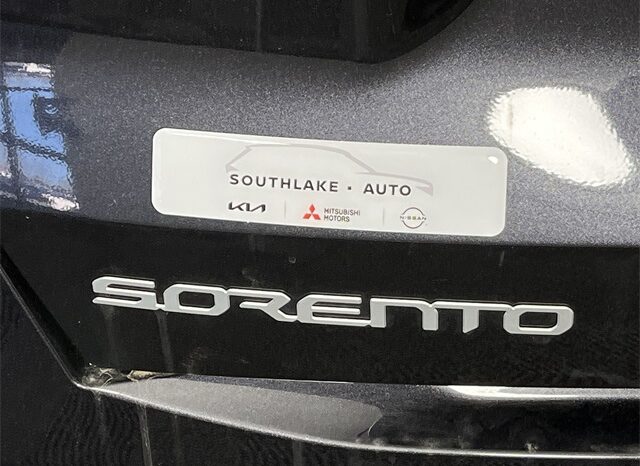 SOUTHLAKE · AUTO
KIA MITSUBISHI MOTORS NISSAN
SORENTO